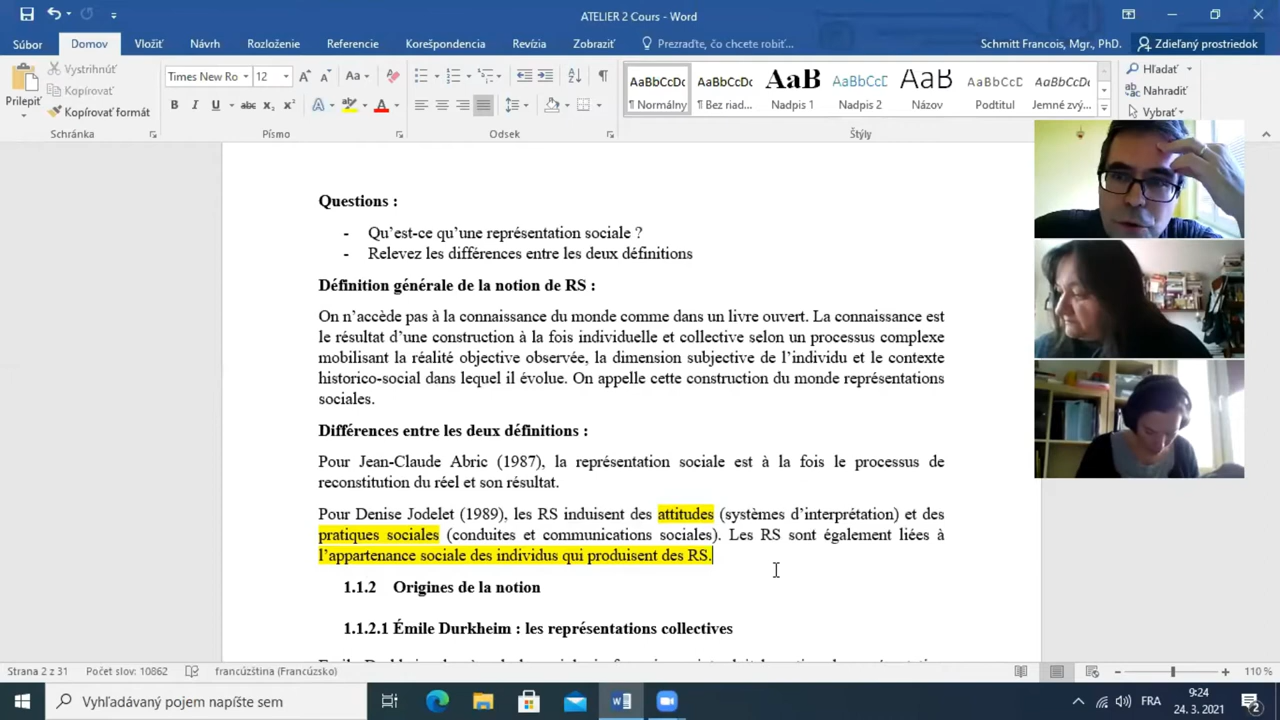 ATELIER 2 Cours - Word
Súbor Domov Vložiť Návrh Rozloženie Referencie Korešpondencia Revízia Zobraziť Prezraďte, čo chcete robiť... Schmitt Francois, Mgr., PhD. Zdieľaný prostriedok
Prilepiť
Vystrihnúť
Kopírovať
Kopírovať formát
Times New Ro 12 Aa
B I U abc x₂ x² A A
AaBbCcDc AaBbCcDc AaB AaBbCcD AaB AaBbCcD AaBbCcDc
¶ Normálny ¶ Bez riad... Nadpis 1 Nadpis 2 Názov Podtitul Jemné zvý...
Hľadať
Nahradiť
Vybrať
Schránka Písmo Odsek Štýly
Questions :
- Qu’est-ce qu’une représentation sociale ?
- Relevez les différences entre les deux définitions
Définition générale de la notion de RS :
On n’accède pas à la connaissance du monde comme dans un livre ouvert. La connaissance est
le résultat d’une construction à la fois individuelle et collective selon un processus complexe
mobilisant la réalité objective observée, la dimension subjective de l’individu et le contexte
historico-social dans lequel il évolue. On appelle cette construction du monde représentations
sociales.
Différences entre les deux définitions :
Pour Jean-Claude Abric (1987), la représentation sociale est à la fois le processus de
reconstitution du réel et son résultat.
Pour Denise Jodelet (1989), les RS induisent des attitudes (systèmes d’interprétation) et des
pratiques sociales (conduites et communications sociales). Les RS sont également liées à
l’appartenance sociale des individus qui produisent des RS.
1.1.2 Origines de la notion
1.1.2.1 Émile Durkheim : les représentations collectives
Strana 2 z 31 Počet slov: 10862 francúzština (Francúzsko) 110 %
Vyhľadávaný pojem napíšte sem
FRA
9:24
24. 3. 2021
2